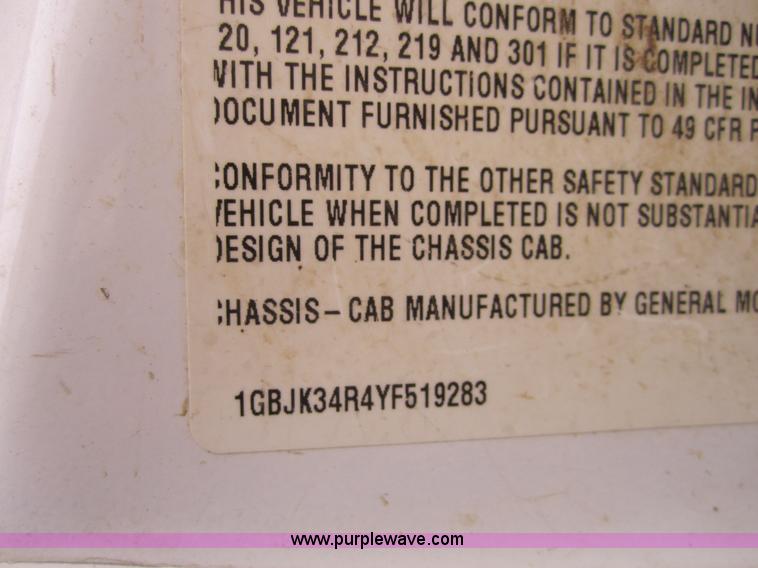 HIS VEHICLE WILL CONFORM TO STANDARD
20, 121, 212, 219 AND 301 IF IT IS COMPLETED
WITH THE INSTRUCTIONS CONTAINED IN THE IN
DOCUMENT FURNISHED PURSUANT TO 49 CFR
CONFORMITY TO THE OTHER SAFETY STANDARD
VEHICLE WHEN COMPLETED IS NOT SUBSTANTIA
DESIGN OF THE CHASSIS CAB.
CHASSIS - CAB MANUFACTURED BY GENERAL MO
1GBJK34R4YF519283
www.purplewave.com